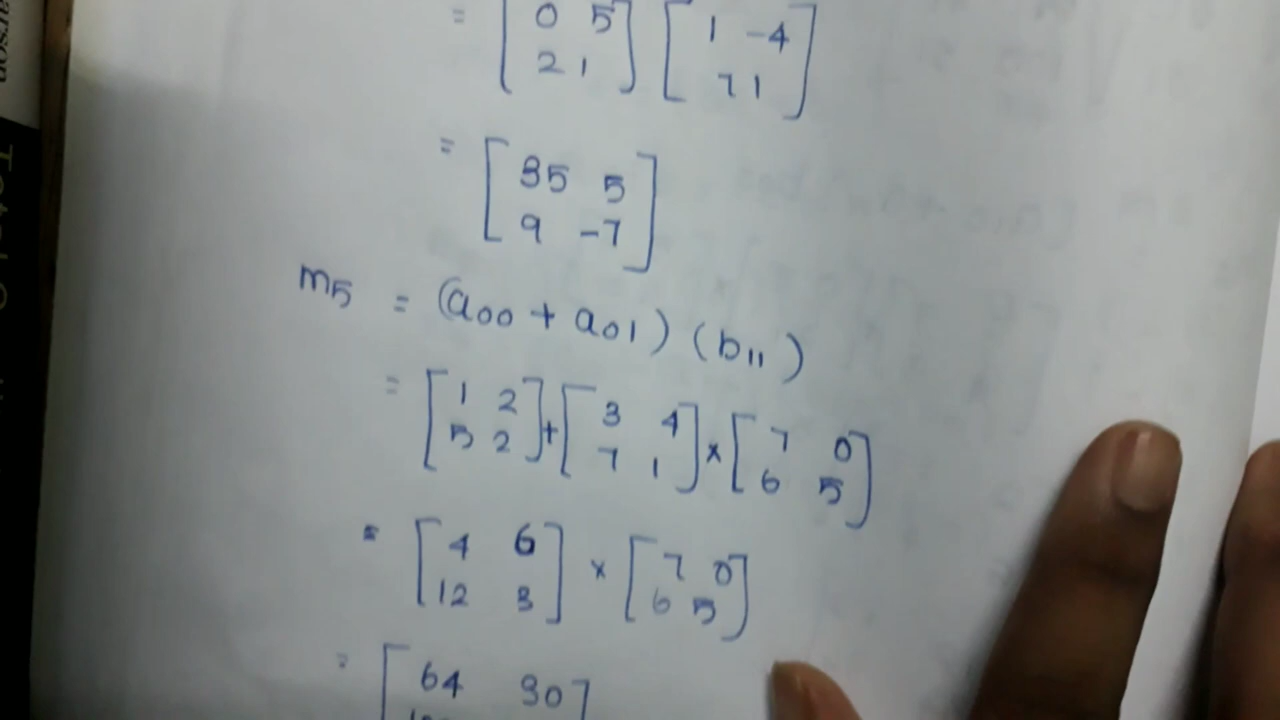 = [ 0 5 ] [ 1 -4 ]
[ 2 1 ] [ 7 1 ]
= [ 35 5 ]
[ 9 -7 ]
m5 = (a00 + a01) (b11)
= [ 1 2 ] + [ 3 4 ] x [ 7 0 ]
[ 5 2 ] [ 7 1 ] [ 6 5 ]
= [ 4 6 ] x [ 7 0 ]
[ 12 3 ] [ 6 5 ]
= [ 64 30 ]